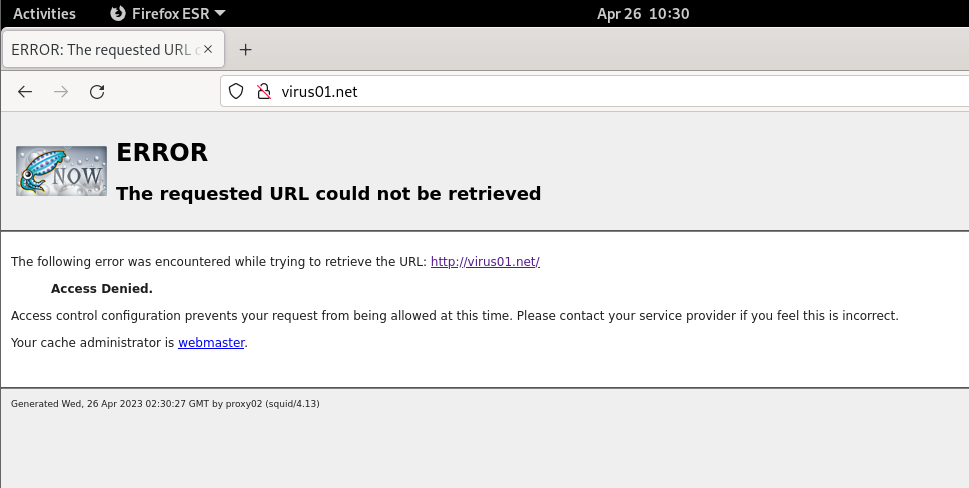 Activities Firefox ESR Apr 26 10:30
ERROR: The requested URL
virus01.net
NOW
ERROR
The requested URL could not be retrieved
The following error was encountered while trying to retrieve the URL: http://virus01.net/
Access Denied.
Access control configuration prevents your request from being allowed at this time. Please contact your service provider if you feel this is incorrect.
Your cache administrator is webmaster.
Generated Wed, 26 Apr 2023 02:30:27 GMT by proxy02 (squid/4.13)